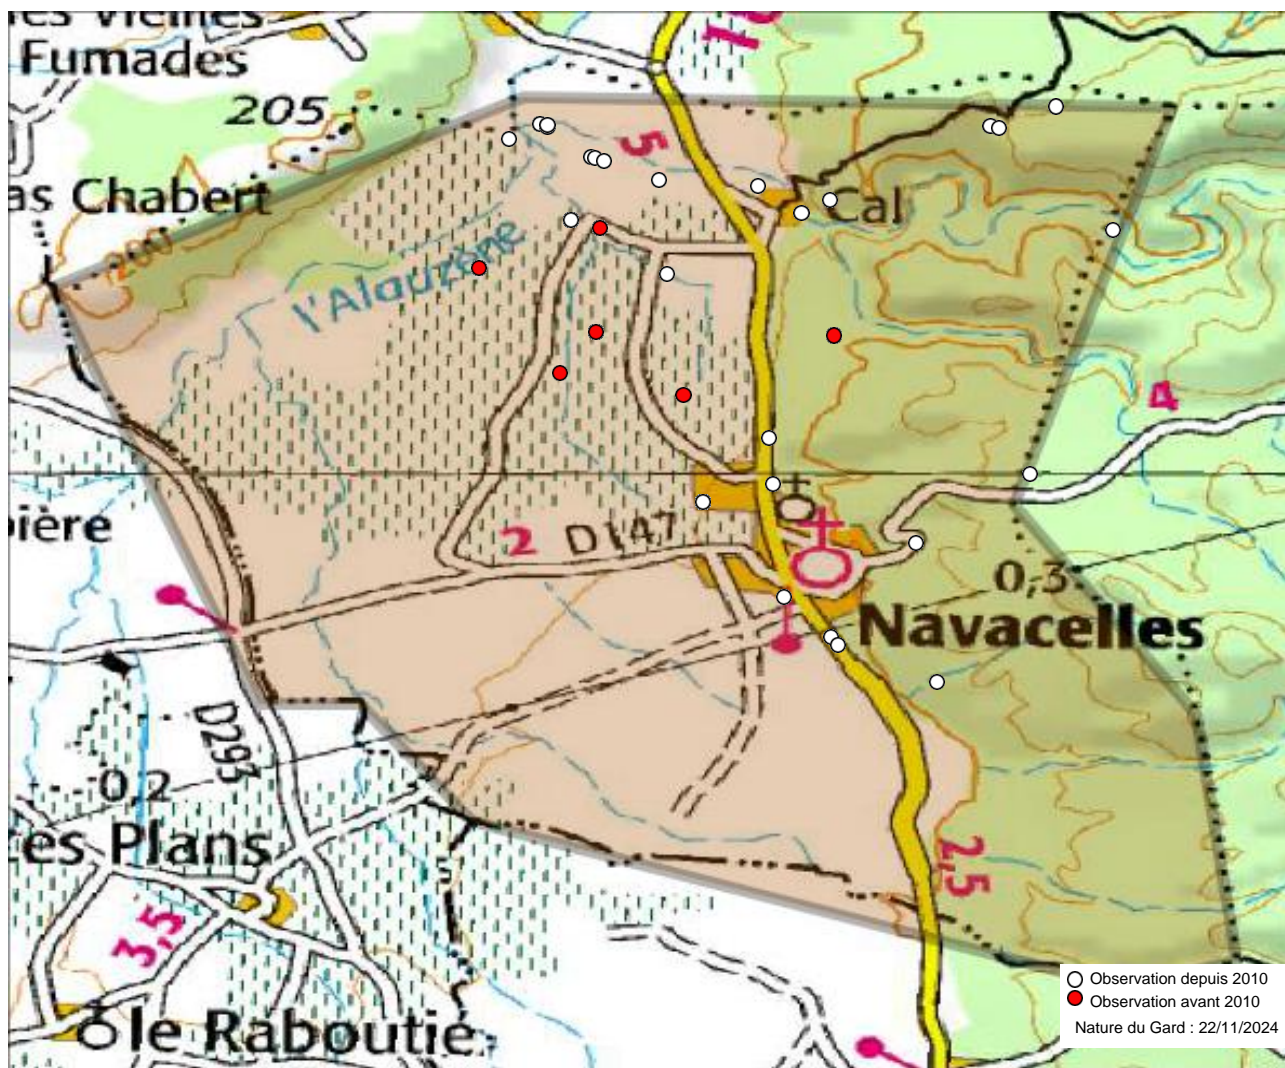 les Vieilles
Fumades
205
5
as Chabert
200
Cal
l'Alauzène
4
ière
2
D147
0,3
Navacelles
D293
0,2
es Plans
2,5
3,5
le Raboutié
Observation depuis 2010
Observation avant 2010
Nature du Gard : 22/11/2024